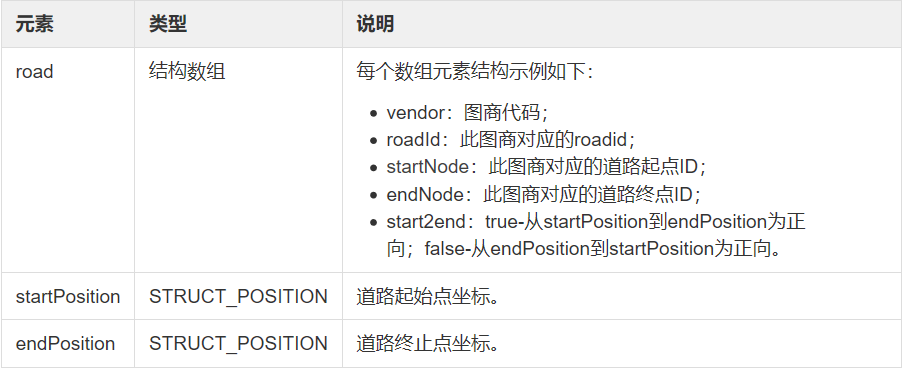 元素 类型 说明
road 结构数组 每个数组元素结构示例如下：
• vendor：图商代码；
• roadId：此图商对应的roadid；
• startNode：此图商对应的道路起点ID；
• endNode：此图商对应的道路终点ID；
• start2end：true-从startPosition到endPosition为正
向；false-从endPosition到startPosition为正向。
startPosition STRUCT_POSITION 道路起始点坐标。
endPosition STRUCT_POSITION 道路终止点坐标。